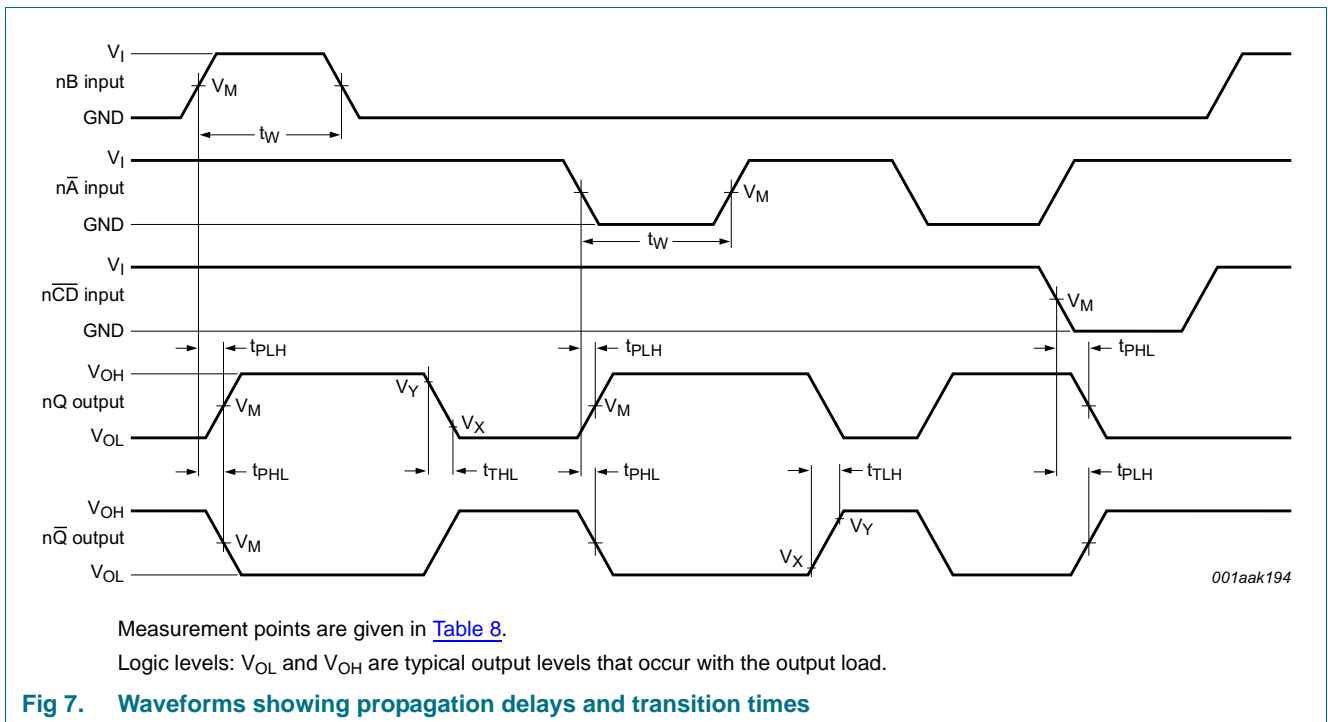 V_I
nB input
V_M
GND
t_W
V_I
nA̅ input
V_M
GND
t_W
V_I
nC̅D̅ input
V_M
GND
t_PLH
t_PLH
t_PHL
V_OH
V_Y
nQ output
V_M
V_X
V_M
V_OL
t_PHL
t_THL
t_PHL
t_TLH
t_PLH
V_OH
V_Y
nQ̅ output
V_M
V_X
V_OL
001aak194
Measurement points are given in Table 8.
Logic levels: V_OL and V_OH are typical output levels that occur with the output load.
Fig 7. Waveforms showing propagation delays and transition times